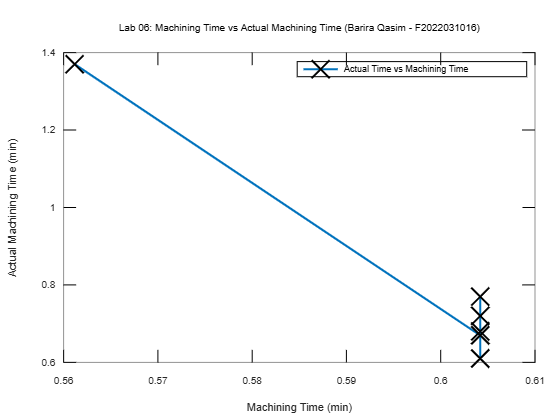 Lab 06: Machining Time vs Actual Machining Time (Barira Qasim - F2022031016)
Actual Time vs Machining Time
1.4
1.2
1
0.8
0.6
Actual Machining Time (min)
0.56
0.57
0.58
0.59
0.6
0.61
Machining Time (min)